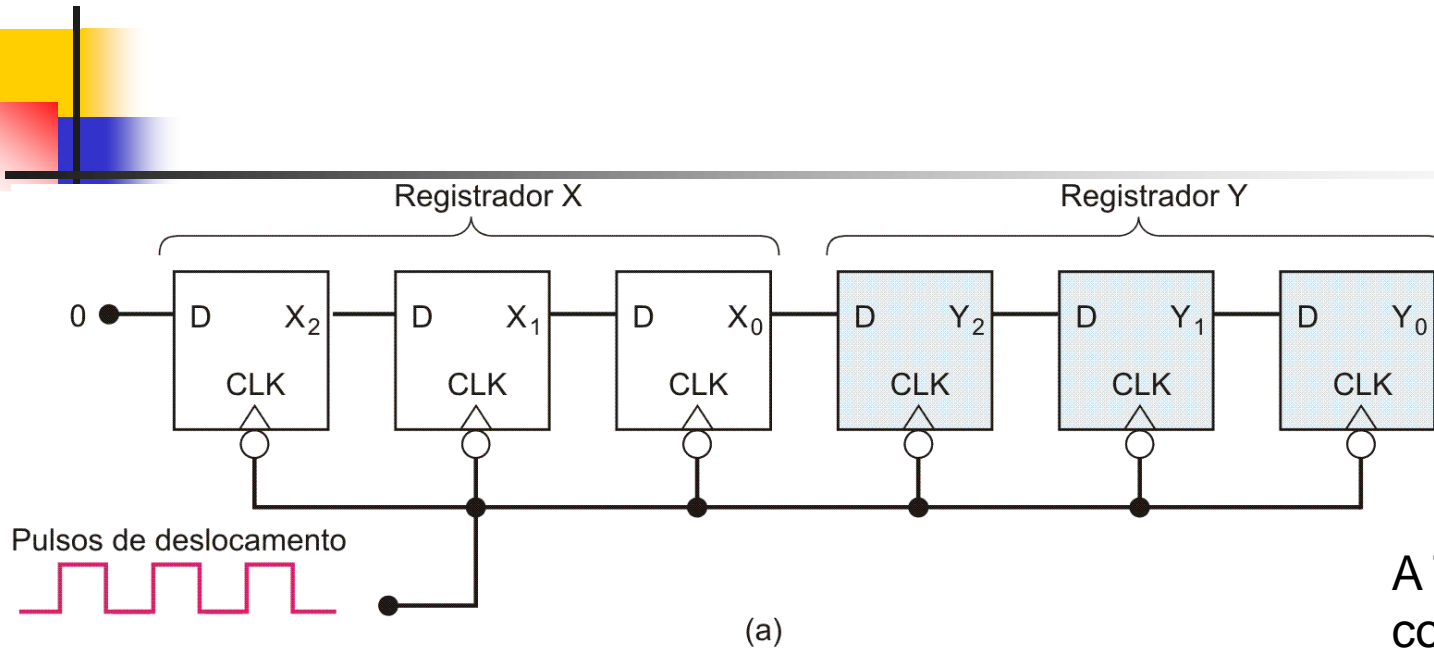 Registrador X Registrador Y
0 D X2 D X1 D X0 D Y2 D Y1 D Y0
CLK CLK CLK CLK CLK CLK
Pulsos de deslocamento
A
(a)